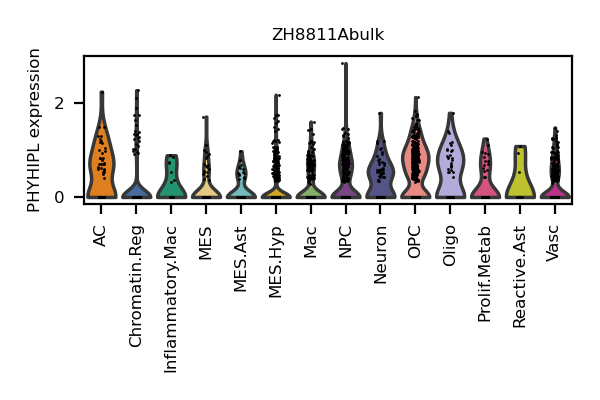 ZH8811Abulk
PHYHIPL expression
2
0
AC
Chromatin.Reg
Inflammatory.Mac
MES
MES.Ast
MES.Hyp
Mac
NPC
Neuron
OPC
Oligo
Prolif.Metab
Reactive.Ast
Vasc